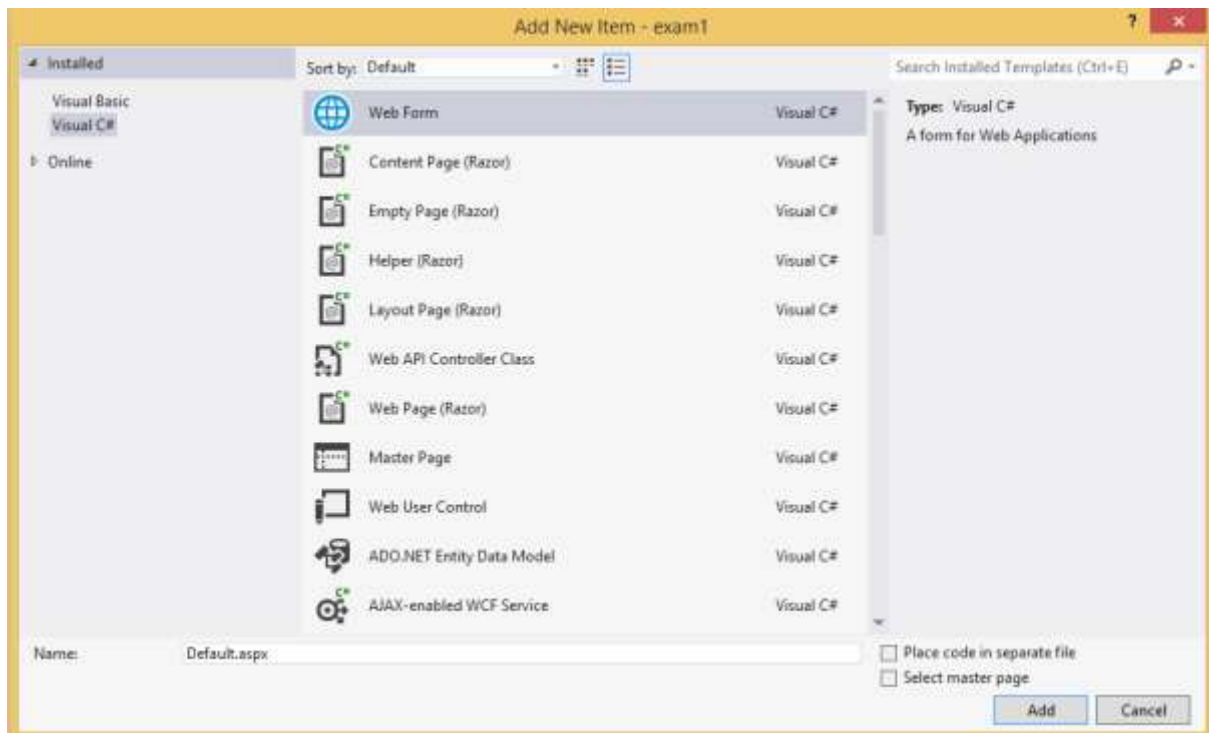 Add New Item - exam1
?
Installed
Sort by: Default
Search Installed Templates (Ctrl+E)
Visual Basic
Visual C#
Online
Web Form Visual C#
Content Page (Razor) Visual C#
Empty Page (Razor) Visual C#
Helper (Razor) Visual C#
Layout Page (Razor) Visual C#
Web API Controller Class Visual C#
Web Page (Razor) Visual C#
Master Page Visual C#
Web User Control Visual C#
ADO.NET Entity Data Model Visual C#
AJAX-enabled WCF Service Visual C#
Type: Visual C#
A form for Web Applications
Name: Default.aspx
Place code in separate file
Select master page
Add Cancel